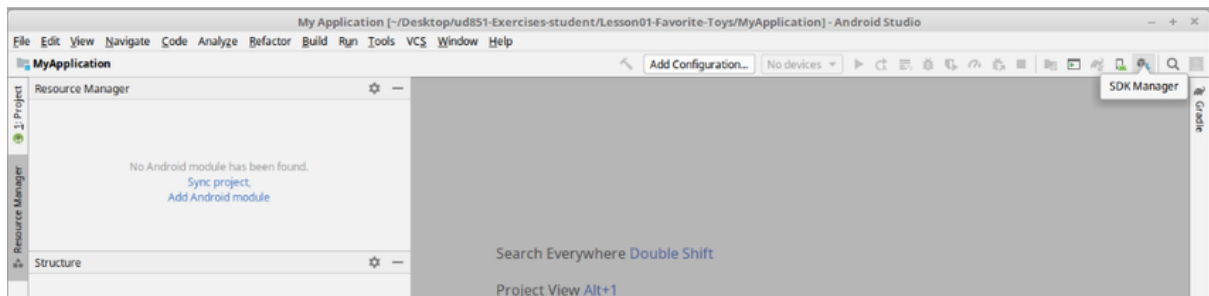 My Application [~/Desktop/ud851-Exercises-student/Lesson01-Favorite-Toys/MyApplication] - Android Studio
File Edit View Navigate Code Analyze Refactor Build Run Tools VCS Window Help
MyApplication
Add Configuration...
No devices
SDK Manager
1: Project
Resource Manager
Resource Manager
No Android module has been found.
Sync project,
Add Android module
Structure
Search Everywhere Double Shift
Project View Alt+1
Gradle